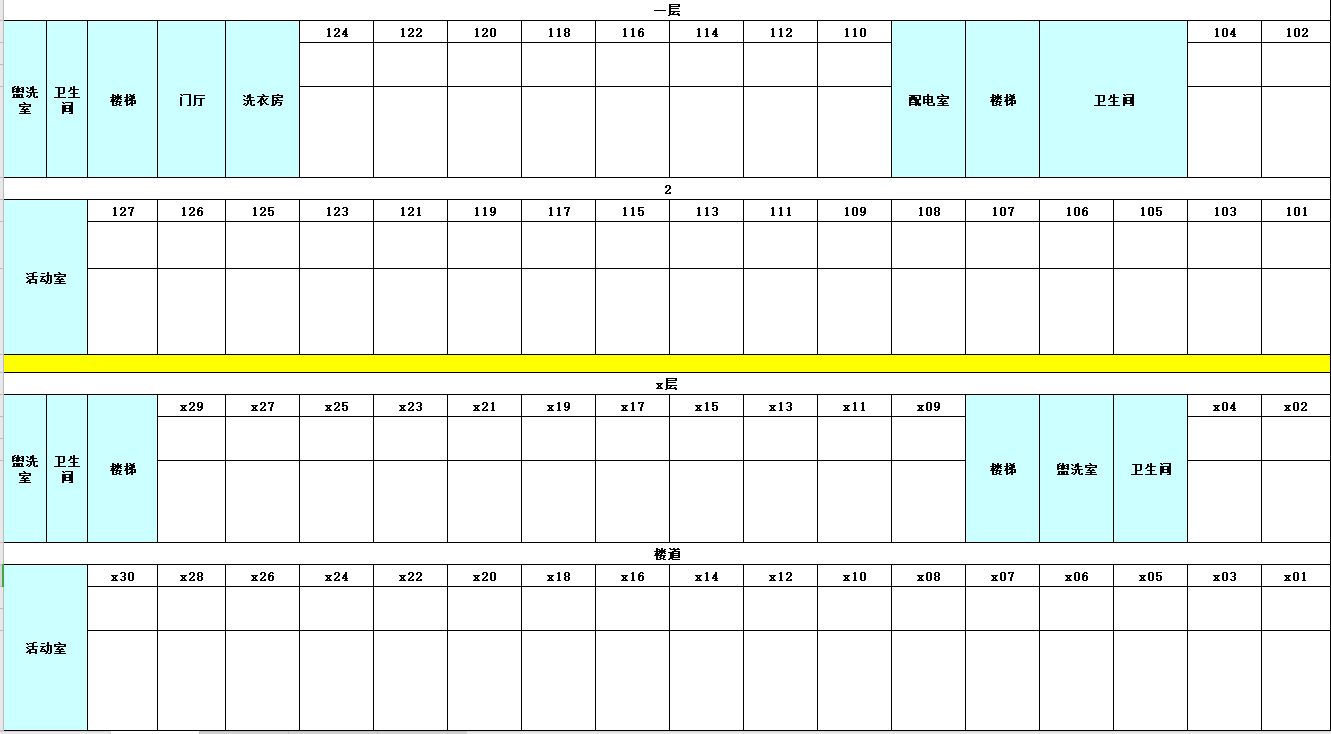 一层
盥洗室 卫生间 楼梯 门厅 洗衣房 124 122 120 118 116 114 112 110 配电室 楼梯 卫生间 104 102
2
活动室 127 126 125 123 121 119 117 115 113 111 109 108 107 106 105 103 101
x层
盥洗室 卫生间 楼梯 x29 x27 x25 x23 x21 x19 x17 x15 x13 x11 x09 楼梯 盥洗室 卫生间 x04 x02
楼道
活动室 x30 x28 x26 x24 x22 x20 x18 x16 x14 x12 x10 x08 x07 x06 x05 x03 x01